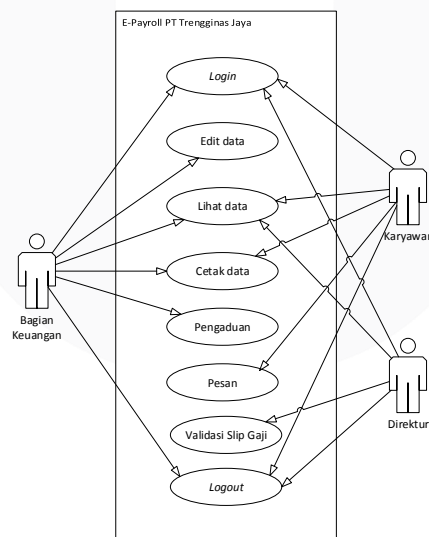 E-Payroll PT Trengginas Jaya
Login
Edit data
Lihat data
Cetak data
Pengaduan
Pesan
Validasi Slip Gaji
Logout
Bagian
Keuangan
Karyawan
Direktur